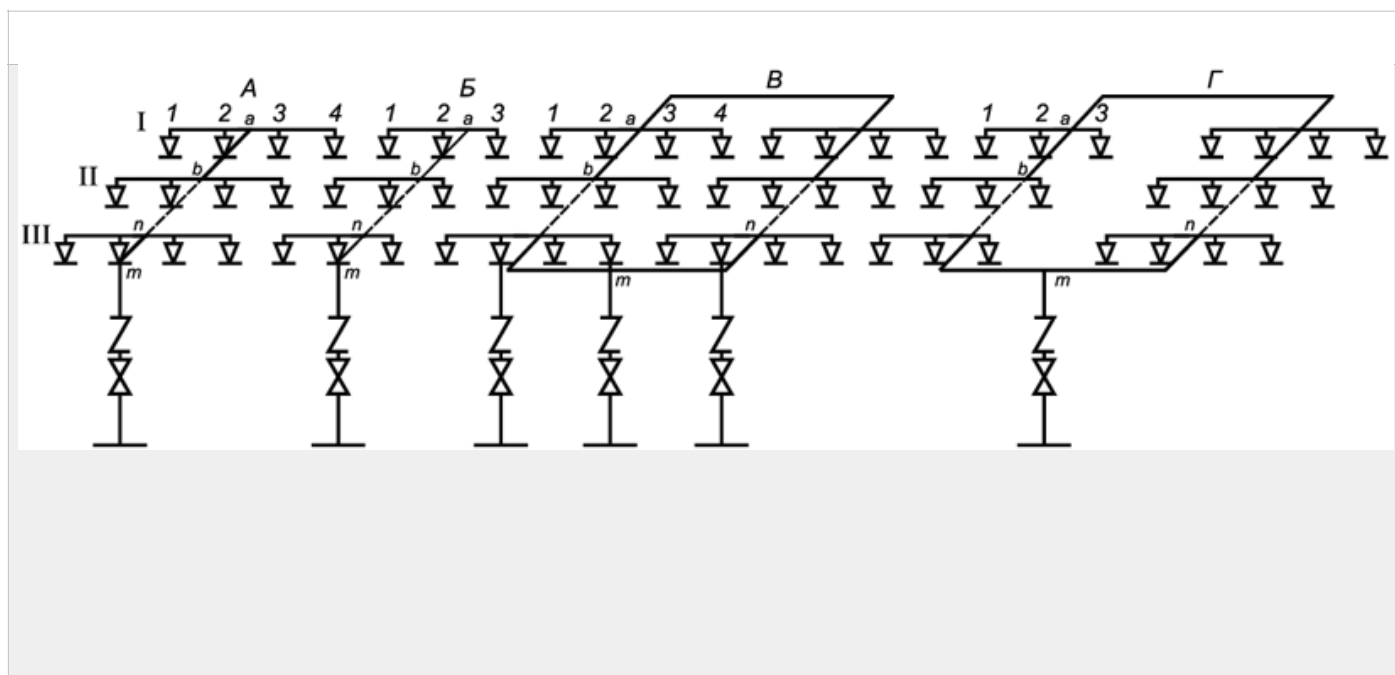 А Б В Г
I 1 2 a 3 4 1 2 a 3 1 2 a 3 4 1 2 a 3
II b b b b
III n n n n
m m m m